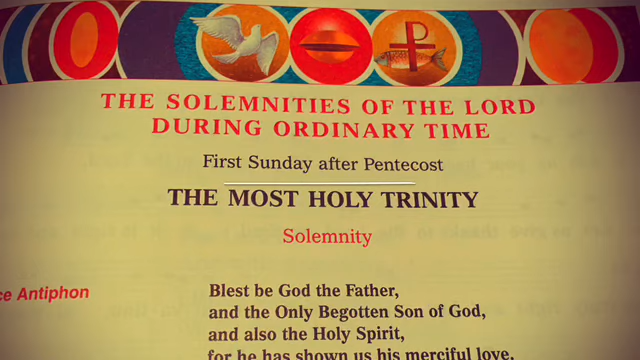 THE SOLEMNITIES OF THE LORD
DURING ORDINARY TIME
First Sunday after Pentecost
THE MOST HOLY TRINITY
Solemnity
Antiphon
Blest be God the Father,
and the Only Begotten Son of God,
and also the Holy Spirit,
for he has shown us his merciful love.